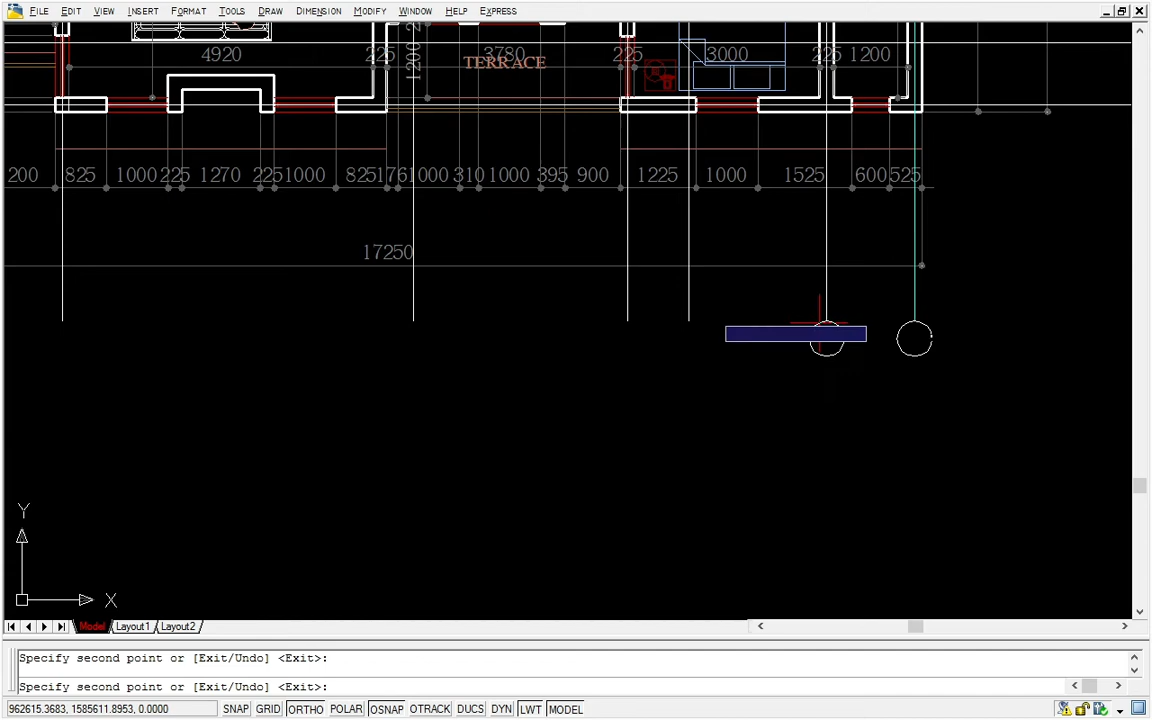 FILE EDIT VIEW INSERT FORMAT TOOLS DRAW DIMENSION MODIFY WINDOW HELP EXPRESS
4920 225 3780 225 3000 225 1200
TERRACE
1200
200 825 1000 225 1270 225 1000 825 176 1000 310 1000 395 900 1225 1000 1525 600 525
17250
Y
X
Model Layout1 Layout2
Specify second point or [Exit/Undo] <Exit>:
Specify second point or [Exit/Undo] <Exit>:
962615.3683, 1585611.8953, 0.0000 SNAP GRID ORTHO POLAR OSNAP OTRACK DUCS DYN LWT MODEL